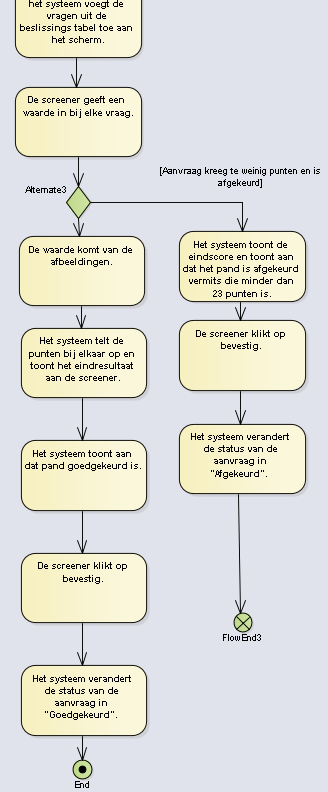 het systeem voegt de
vragen uit de
beslissings tabel toe aan
het scherm.
De screener geeft een
waarde in bij elke vraag.
Alternate3
[Aanvraag kreeg te weinig punten en is
afgekeurd]
De waarde komt van de
afbeeldingen.
Het systeem telt de
punten bij elkaar op en
toont het eindresultaat
aan de screener.
Het systeem toont aan
dat pand goedgekeurd is.
De screener klikt op
bevestig.
Het systeem verandert
de status van de
aanvraag in
"Goedgekeurd".
End
Het systeem toont de
eindscore en toont aan
dat het pand is afgekeurd
vermits die minder dan
23 punten is.
De screener klikt op
bevestig.
Het systeem verandert
de status van de
aanvraag in
"Afgekeurd".
FlowEnd3